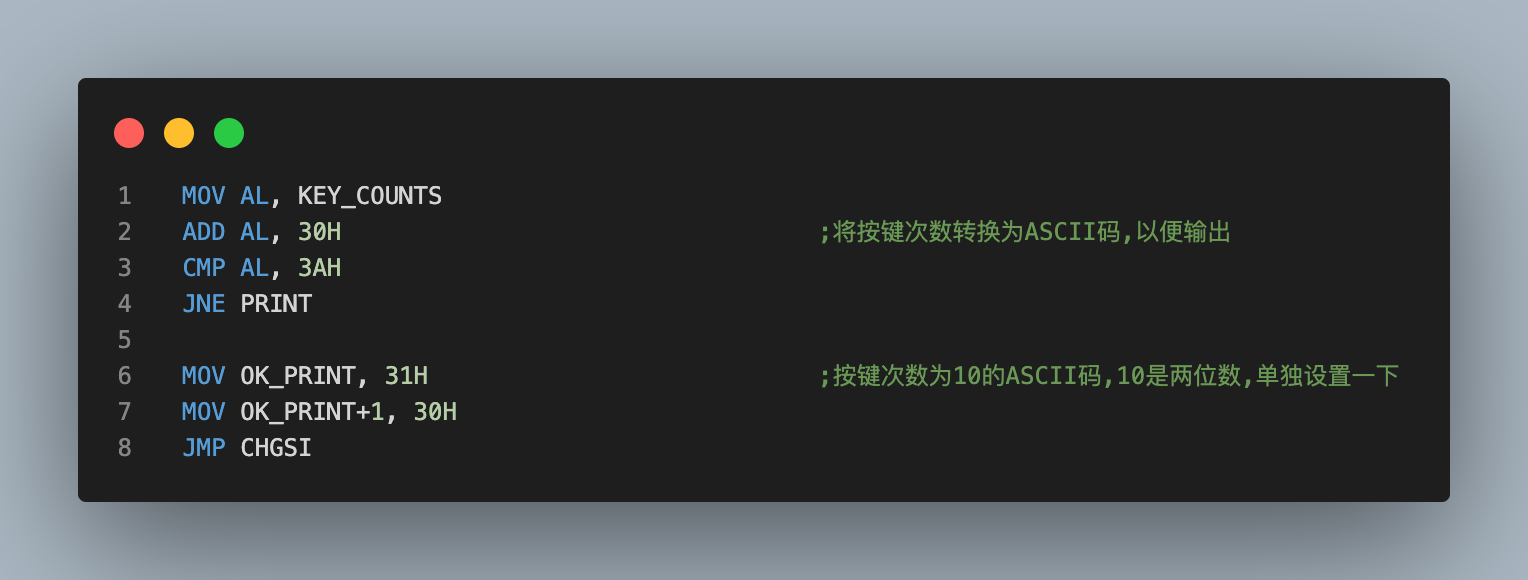 1 MOV AL, KEY_COUNTS
2 ADD AL, 30H ;将按键次数转换为ASCII码,以便输出
3 CMP AL, 3AH
4 JNE PRINT
5
6 MOV OK_PRINT, 31H ;按键次数为10的ASCII码,10是两位数,单独设置一下
7 MOV OK_PRINT+1, 30H
8 JMP CHGSI